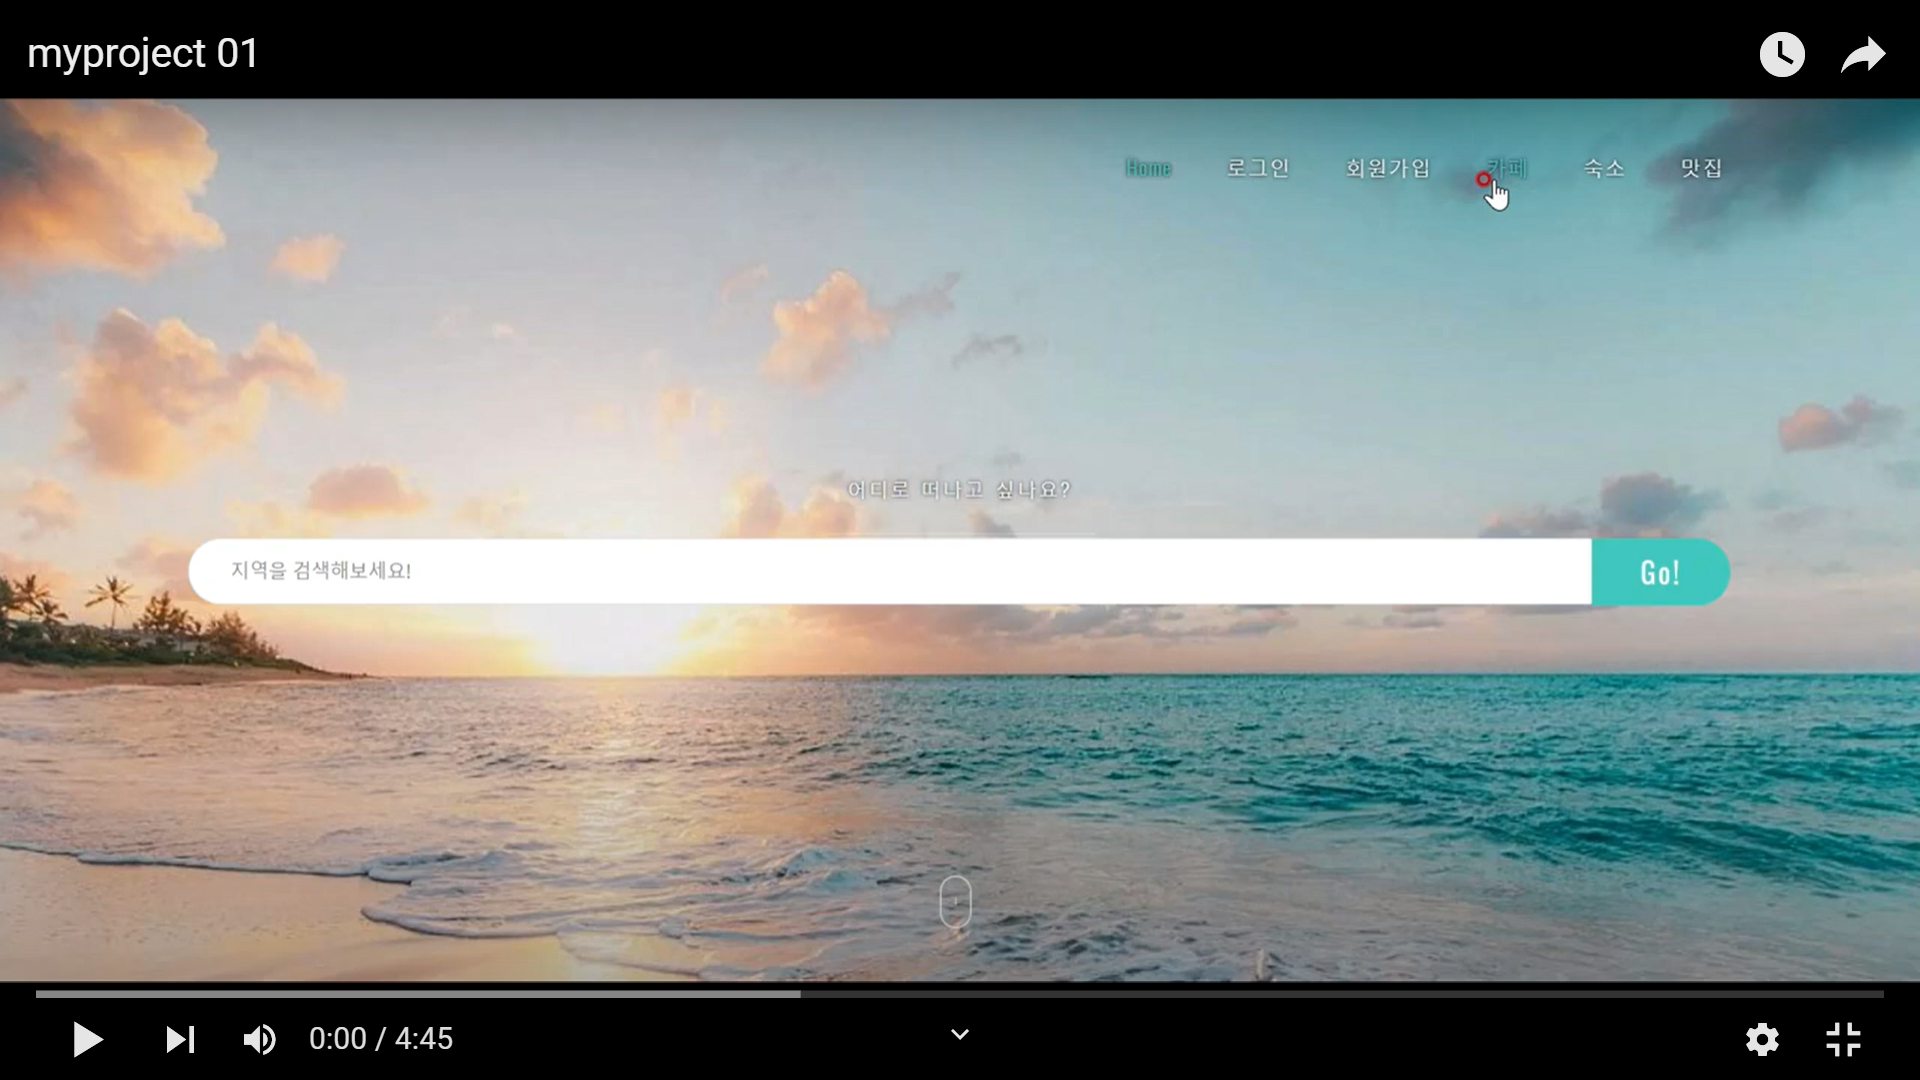 myproject 01
Home 로그인 회원가입 카페 숙소 맛집
어디로 떠나고 싶나요?
지역을 검색해보세요! Go!
0:00 / 4:45